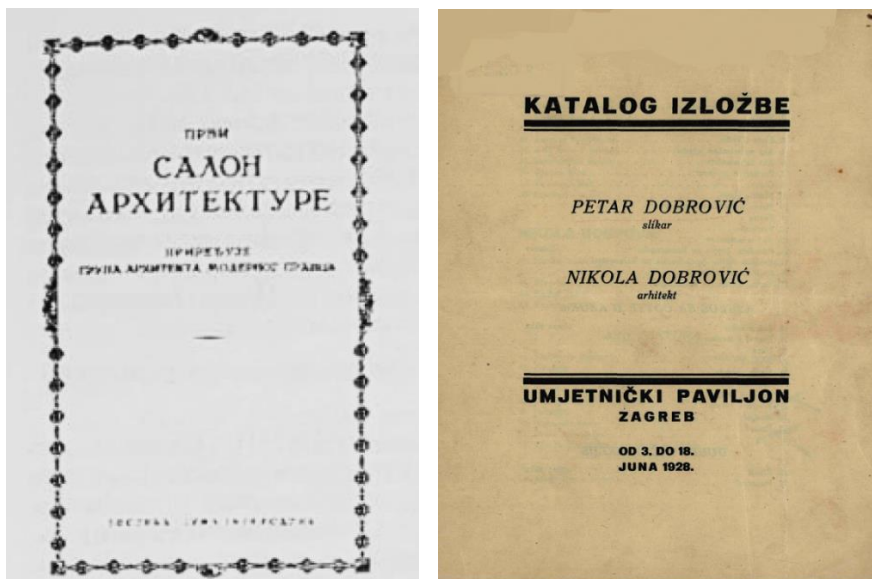 ПРВИ
САЛОН
АРХИТЕКТУРЕ
ПРИРЕЂУЈЕ
ГРУПА АРХИТЕКТА МОДЕРНОГ ПРАВЦА
KATALOG IZLOŽBE
PETAR DOBROVIĆ
slikar
NIKOLA DOBROVIĆ
arhitekt
UMJETNIČKI PAVILJON
ZAGREB
OD 3. DO 18.
JUNA 1928.